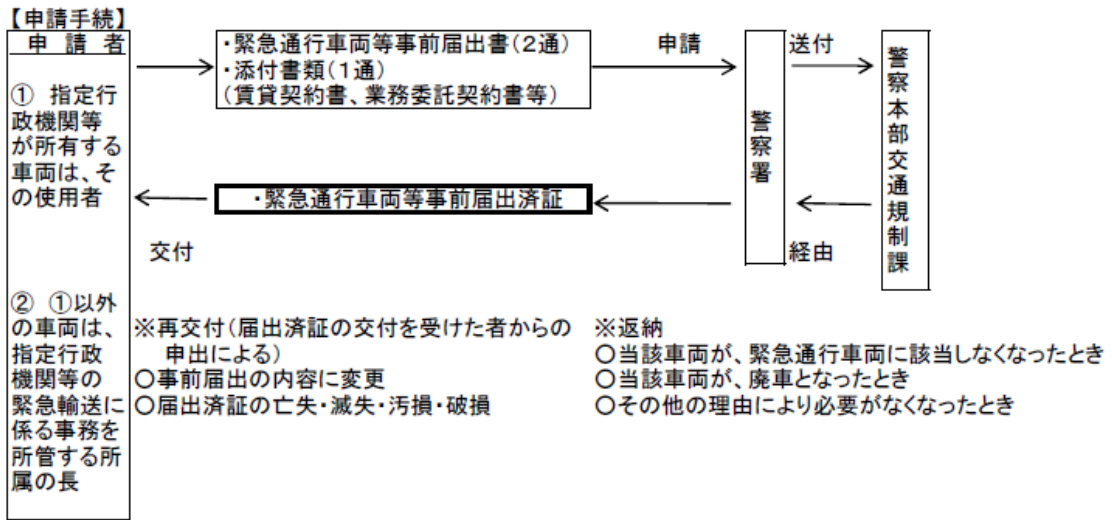 【申請手続】
申 請 者
① 指定行
政機関等
が所有する
車両は、そ
の使用者
② ①以外
の車両は、
指定行政
機関等の
緊急輸送に
係る事務を
所管する所
属の長
・緊急通行車両等事前届出書(2通)
・添付書類(1通)
(賃貸契約書、業務委託契約書等)
申請
警察署
送付
警察本部交通規制課
経由
・緊急通行車両等事前届出済証
交付
※再交付(届出済証の交付を受けた者からの
申出による)
○事前届出の内容に変更
○届出済証の亡失・滅失・汚損・破損
※返納
○当該車両が、緊急通行車両に該当しなくなったとき
○当該車両が、廃車となったとき
○その他の理由により必要がなくなったとき